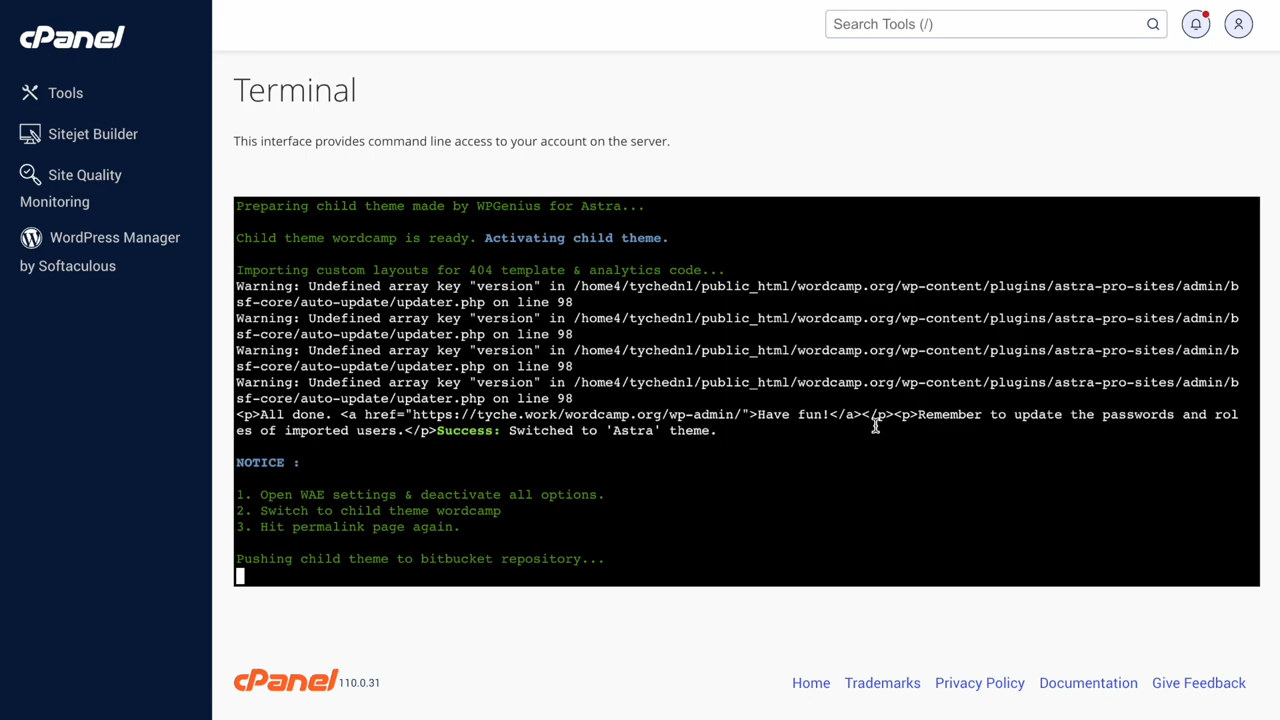 cPanel
Search Tools (/)
Tools
Sitejet Builder
Site Quality
Monitoring
WordPress Manager
by Softaculous
Terminal
This interface provides command line access to your account on the server.
Preparing child theme made by WPGenius for Astra...
Child theme wordcamp is ready. Activating child theme.
Importing custom layouts for 404 template & analytics code...
Warning: Undefined array key "version" in /home4/tychednl/public_html/wordcamp.org/wp-content/plugins/astra-pro-sites/admin/b
sf-core/auto-update/updater.php on line 98
Warning: Undefined array key "version" in /home4/tychednl/public_html/wordcamp.org/wp-content/plugins/astra-pro-sites/admin/b
sf-core/auto-update/updater.php on line 98
Warning: Undefined array key "version" in /home4/tychednl/public_html/wordcamp.org/wp-content/plugins/astra-pro-sites/admin/b
sf-core/auto-update/updater.php on line 98
Warning: Undefined array key "version" in /home4/tychednl/public_html/wordcamp.org/wp-content/plugins/astra-pro-sites/admin/b
sf-core/auto-update/updater.php on line 98
<p>All done. <a href="https://tyche.work/wordcamp.org/wp-admin/">Have fun!</a></p><p>Remember to update the passwords and rol
es of imported users.</p>Success: Switched to 'Astra' theme.
NOTICE :
1. Open WAE settings & deactivate all options.
2. Switch to child theme wordcamp
3. Hit permalink page again.
Pushing child theme to bitbucket repository...
cPanel 110.0.31
Home Trademarks Privacy Policy Documentation Give Feedback